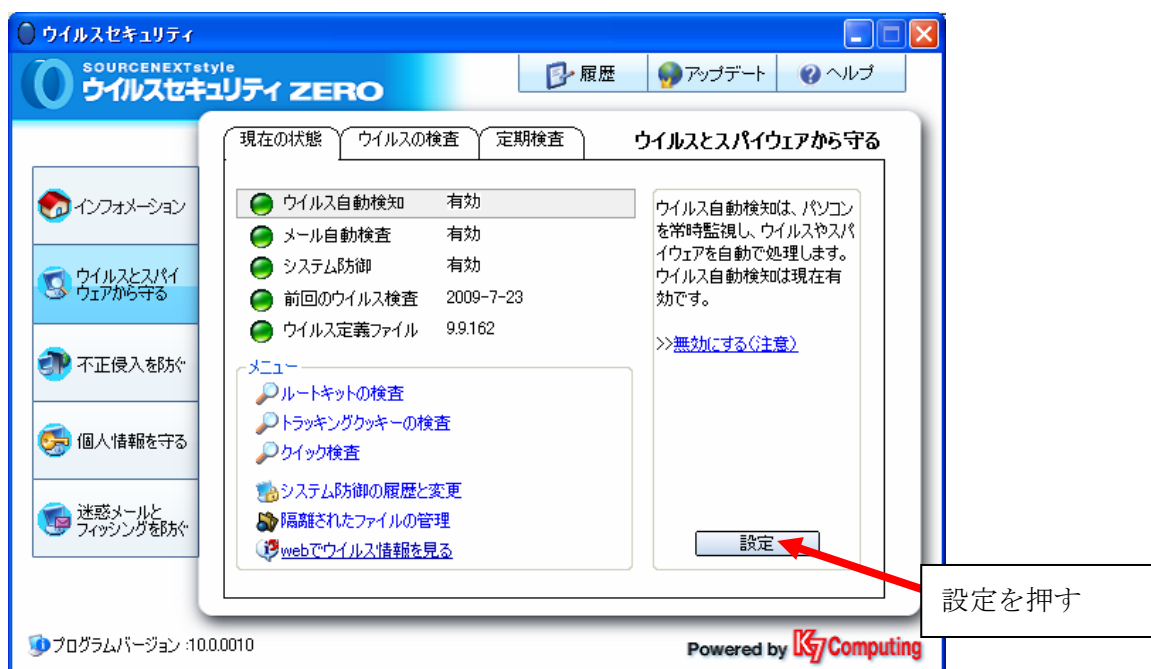 ウイルスセキュリティ
SOURCENEXTstyle
ウイルスセキュリティ ZERO
履歴
アップデート
ヘルプ
現在の状態
ウイルスの検査
定期検査
ウイルスとスパイウェアから守る
インフォメーション
ウイルスとスパイ
ウェアから守る
不正侵入を防ぐ
個人情報を守る
迷惑メールと
フィッシングを防ぐ
ウイルス自動検知 有効
メール自動検査 有効
システム防御 有効
前回のウイルス検査 2009-7-23
ウイルス定義ファイル 9.9.162
メニュー
ルートキットの検査
トラッキングクッキーの検査
クイック検査
システム防御の履歴と変更
隔離されたファイルの管理
webでウイルス情報を見る
ウイルス自動検知は、パソコン
を常時監視し、ウイルスやスパ
イウェアを自動で処理します。
ウイルス自動検知は現在有
効です。
>>無効にする(注意)
設定
設定を押す
プログラムバージョン :10.0.0010
Powered by K7 Computing